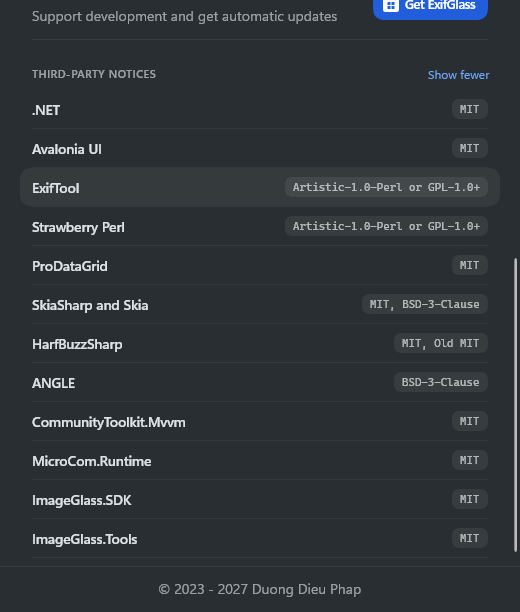 Support development and get automatic updates
Get ExifGlass
THIRD-PARTY NOTICES
Show fewer
.NET
MIT
Avalonia UI
MIT
ExifTool
Artistic-1.0-Perl or GPL-1.0+
Strawberry Perl
Artistic-1.0-Perl or GPL-1.0+
ProDataGrid
MIT
SkiaSharp and Skia
MIT, BSD-3-Clause
HarfBuzzSharp
MIT, Old MIT
ANGLE
BSD-3-Clause
CommunityToolkit.Mvvm
MIT
MicroCom.Runtime
MIT
ImageGlass.SDK
MIT
ImageGlass.Tools
MIT
© 2023 - 2027 Duong Dieu Phap